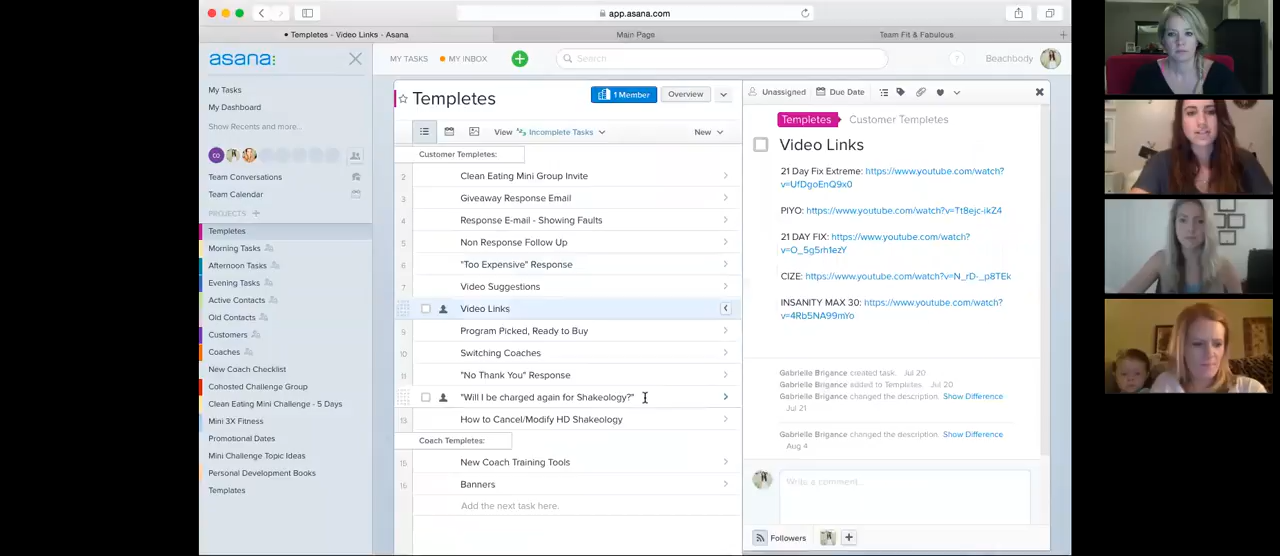 app.asana.com
• Templetes - Video Links - Asana
Main Page
Team Fit & Fabulous
asana:
MY TASKS
MY INBOX
Search
?
Beachbody
My Tasks
My Dashboard
Show Recents and more...
CO
Team Conversations
Team Calendar
PROJECTS
Templetes
Morning Tasks
Afternoon Tasks
Evening Tasks
Active Contacts
Old Contacts
Customers
Coaches
New Coach Checklist
Cohosted Challenge Group
Clean Eating Mini Challenge - 5 Days
Mini 3X Fitness
Promotional Dates
Mini Challenge Topic Ideas
Personal Development Books
Templates
Templetes
1 Member
Overview
View
Incomplete Tasks
New
Customer Templetes:
2 Clean Eating Mini Group Invite
3 Giveaway Response Email
4 Response E-mail - Showing Faults
5 Non Response Follow Up
6 "Too Expensive" Response
7 Video Suggestions
Video Links
9 Program Picked, Ready to Buy
10 Switching Coaches
11 "No Thank You" Response
"Will I be charged again for Shakeology?"
13 How to Cancel/Modify HD Shakeology
Coach Templetes:
15 New Coach Training Tools
16 Banners
Add the next task here.
Unassigned
Due Date
Templetes
Customer Templetes
Video Links
21 Day Fix Extreme: https://www.youtube.com/watch?
v=UfDgoEnQ9x0
PIYO: https://www.youtube.com/watch?v=Tt8ejc-ikZ4
21 DAY FIX: https://www.youtube.com/watch?
v=O_5g5rh1ezY
CIZE: https://www.youtube.com/watch?v=N_rD-_p8TEk
INSANITY MAX 30: https://www.youtube.com/watch?
v=4Rb5NA99mYo
Gabrielle Brigance created task. Jul 20
Gabrielle Brigance added to Templetes. Jul 20
Gabrielle Brigance changed the description. Show Difference
Jul 21
Gabrielle Brigance changed the description. Show Difference
Aug 4
Write a comment...
Followers